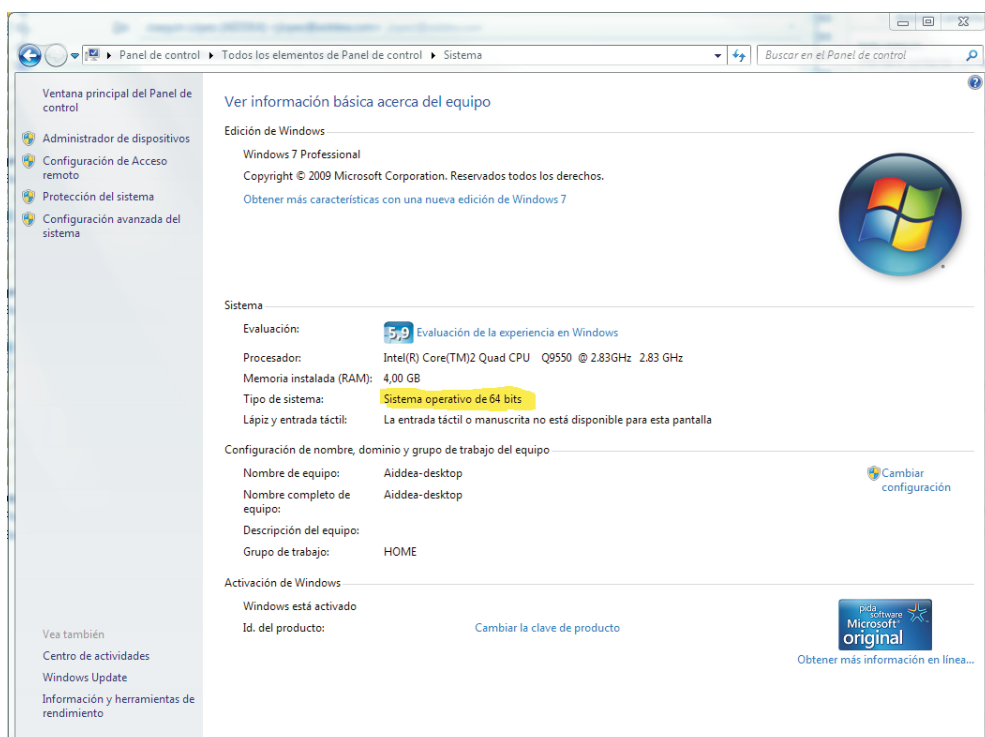 Panel de control ▸ Todos los elementos de Panel de control ▸ Sistema
Buscar en el Panel de control
Ventana principal del Panel de
control
Administrador de dispositivos
Configuración de Acceso
remoto
Protección del sistema
Configuración avanzada del
sistema
Ver información básica acerca del equipo
Edición de Windows
Windows 7 Professional
Copyright © 2009 Microsoft Corporation. Reservados todos los derechos.
Obtener más características con una nueva edición de Windows 7
Sistema
Evaluación: 5,9 Evaluación de la experiencia en Windows
Procesador: Intel(R) Core(TM)2 Quad CPU Q9550 @ 2.83GHz 2.83 GHz
Memoria instalada (RAM): 4,00 GB
Tipo de sistema: Sistema operativo de 64 bits
Lápiz y entrada táctil: La entrada táctil o manuscrita no está disponible para esta pantalla
Configuración de nombre, dominio y grupo de trabajo del equipo
Nombre de equipo: Aiddea-desktop
Cambiar
configuración
Nombre completo de
equipo: Aiddea-desktop
Descripción del equipo:
Grupo de trabajo: HOME
Activación de Windows
Windows está activado
Id. del producto: Cambiar la clave de producto
pida
software
Microsoft
original
Obtener más información en línea...
Vea también
Centro de actividades
Windows Update
Información y herramientas de
rendimiento